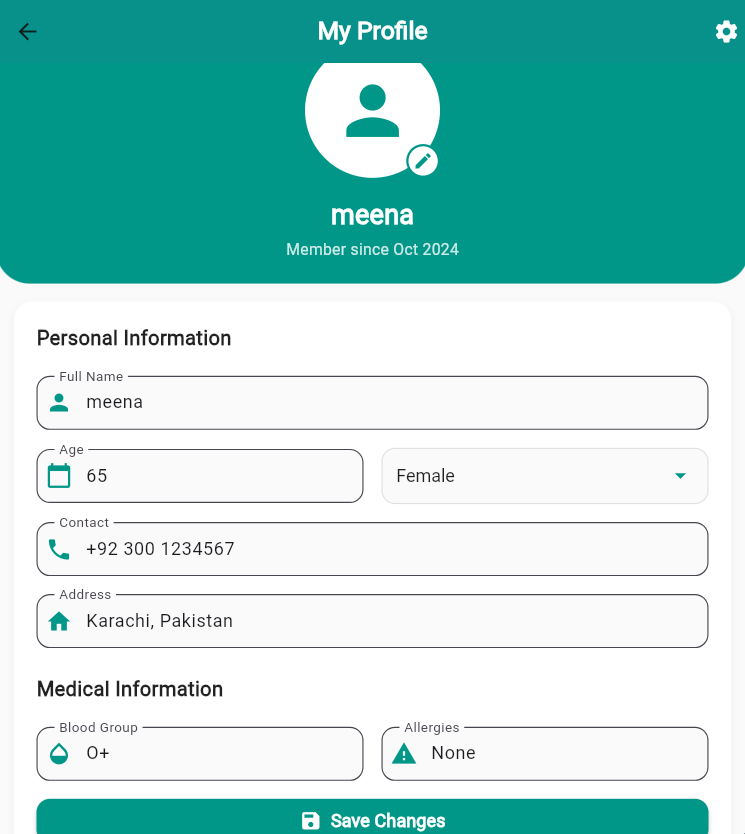 My Profile
meena
Member since Oct 2024
Personal Information
Full Name
meena
Age
65
Female
Contact
+92 300 1234567
Address
Karachi, Pakistan
Medical Information
Blood Group
O+
Allergies
None
Save Changes